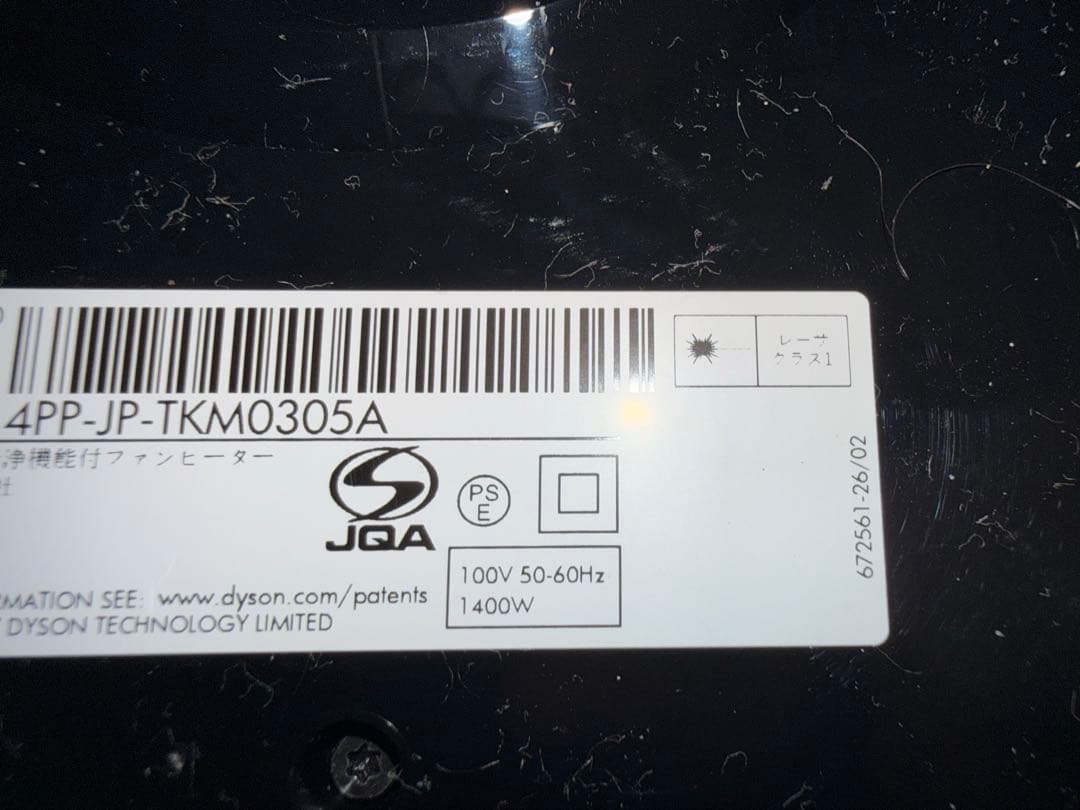 4PP-JP-TKM0305A
浄機能付ファンヒーター
社
JQA
PS
E
レーザ
クラス1
100V 50-60Hz
1400W
RMATION SEE: www.dyson.com/patents
DYSON TECHNOLOGY LIMITED
672561-26/02